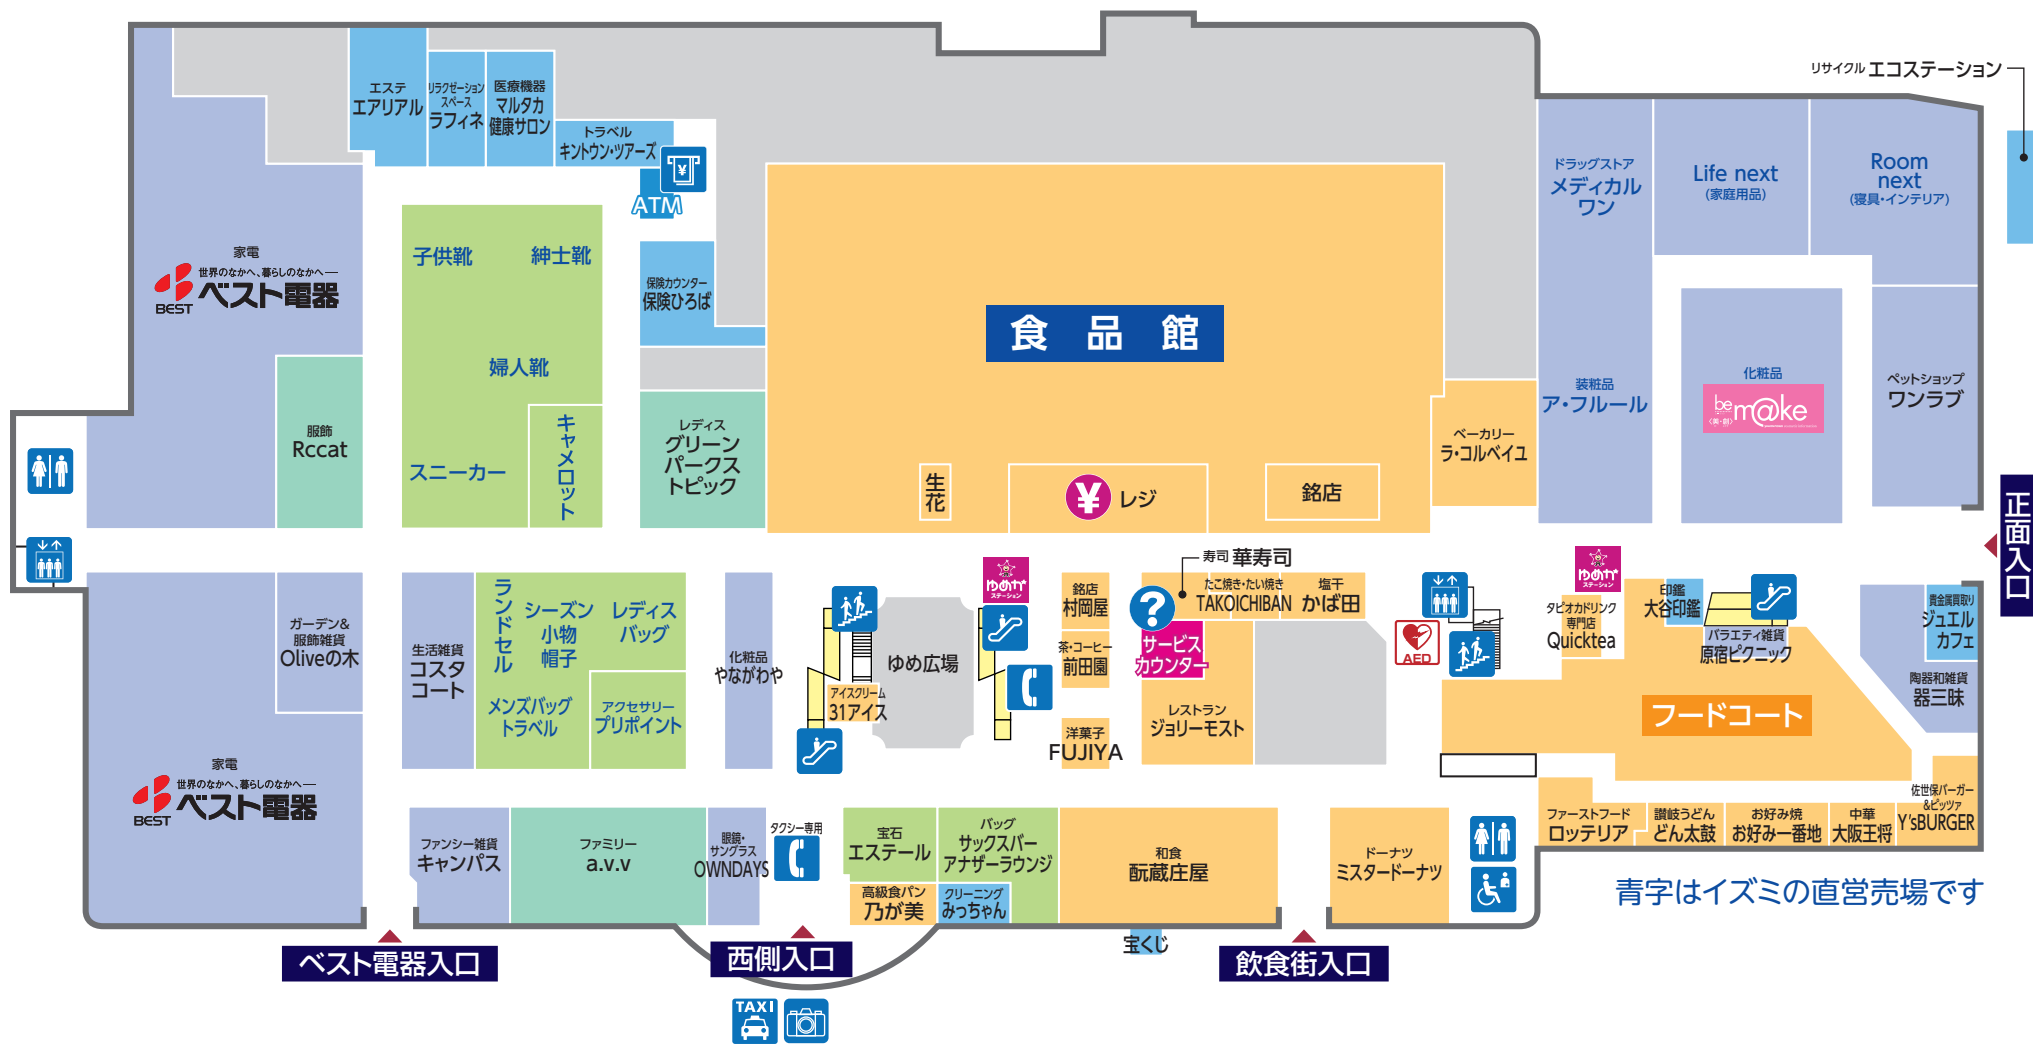 リサイクル エコステーション
エステ
エアリアル
リラクゼーション
スペース
ラフィネ
医療機器
マルタカ
健康サロン
トラベル
キントウン・ツアーズ
¥
ATM
家電
世界のなかへ、暮らしのなかへ
BEST ベスト電器
服飾
Rccat
子供靴
紳士靴
婦人靴
スニーカー
キャメロット
保険カウンター
保険ひろば
レディス
グリーン
パークス
トピック
食品館
生花
¥ レジ
銘店
ベーカリー
ラ・コルベイユ
ドラッグストア
メディカル
ワン
装粧品
ア・フルール
Life next
(家庭用品)
Room
next
(寝具・インテリア)
化粧品
be m@ke
ペットショップ
ワンラブ
正面入口
ガーデン&
服飾雑貨
Oliveの木
家電
世界のなかへ、暮らしのなかへ
BEST ベスト電器
生活雑貨
コスタ
コート
ランドセル
シーズン
小物
帽子
レディス
バッグ
メンズバッグ
トラベル
アクセサリー
プリポイント
化粧品
やながわや
アイスクリーム
31アイス
ゆめ広場
ゆめか
ステーション
銘店
村岡屋
茶・コーヒー
前田園
洋菓子
FUJIYA
寿司 華寿司
?
たこ焼き・たい焼き
TAKOICHIBAN
塩干
かば田
サービス
カウンター
レストラン
ジョリーモスト
AED
ゆめか
ステーション
タピオカドリンク
専門店
Quicktea
印鑑
大谷印鑑
バラエティ雑貨
原宿ピクニック
フードコート
貴金属買取り
ジュエル
カフェ
陶器和雑貨
器三昧
ファンシー雑貨
キャンパス
ファミリー
a.v.v
眼鏡・
サングラス
OWNDAYS
タクシー専用
宝石
エステール
高級食パン
乃が美
バッグ
サックスバー
アナザーラウンジ
クリーニング
みっちゃん
和食
酛蔵庄屋
ドーナツ
ミスタードーナツ
ファーストフード
ロッテリア
讃岐うどん
どん太鼓
お好み焼
お好み一番地
中華
大阪王将
佐世保バーガー
&ピッツァ
Y'sBURGER
青字はイズミの直営売場です
宝くじ
ベスト電器入口
西側入口
飲食街入口
TAXI